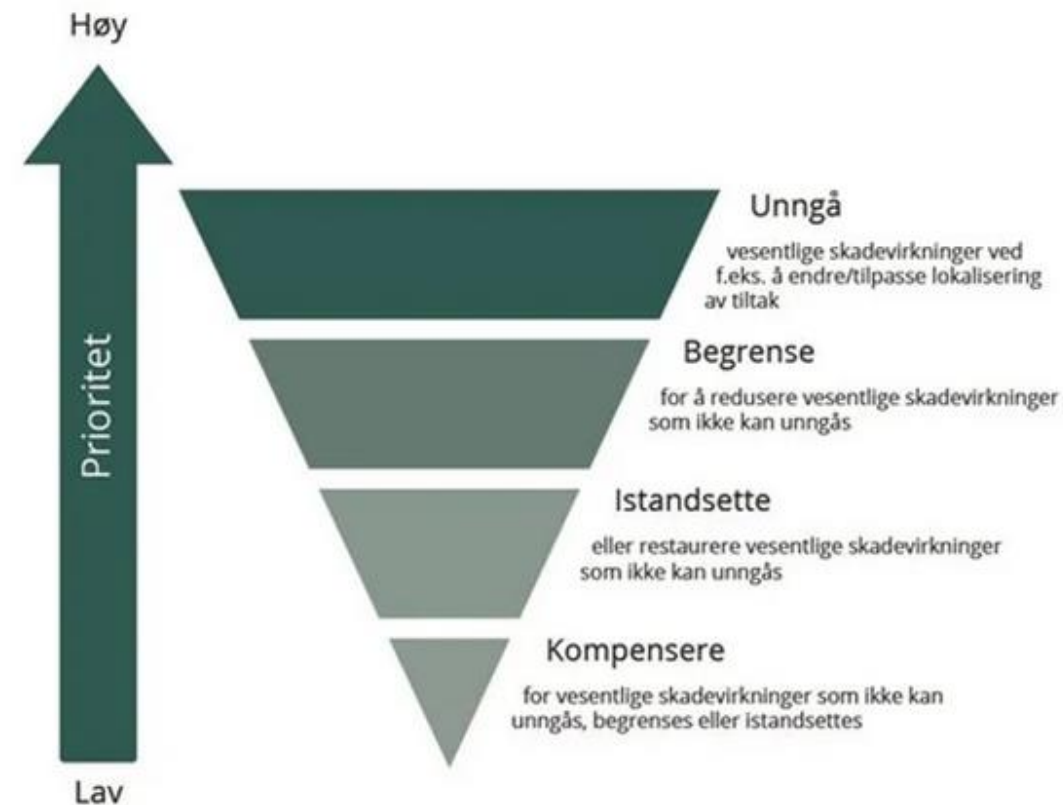 Høy
Prioritet
Unngå
vesentlige skadevirkninger ved
f.eks. å endre/tilpasse lokalisering
av tiltak
Begrense
for å redusere vesentlige skadevirkninger
som ikke kan unngås
Istandsette
eller restaurere vesentlige skadevirkninger
som ikke kan unngås
Kompensere
for vesentlige skadevirkninger som ikke kan
unngås, begrenses eller istandsettes
Lav